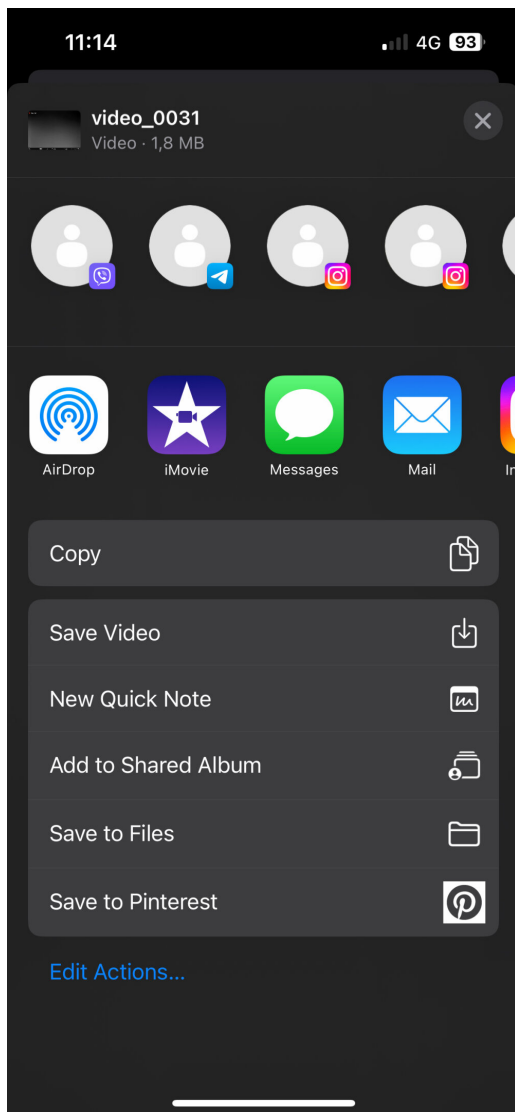 11:14
4G 93
video_0031
Video · 1,8 MB
AirDrop
iMovie
Messages
Mail
In
Copy
Save Video
New Quick Note
Add to Shared Album
Save to Files
Save to Pinterest
Edit Actions...